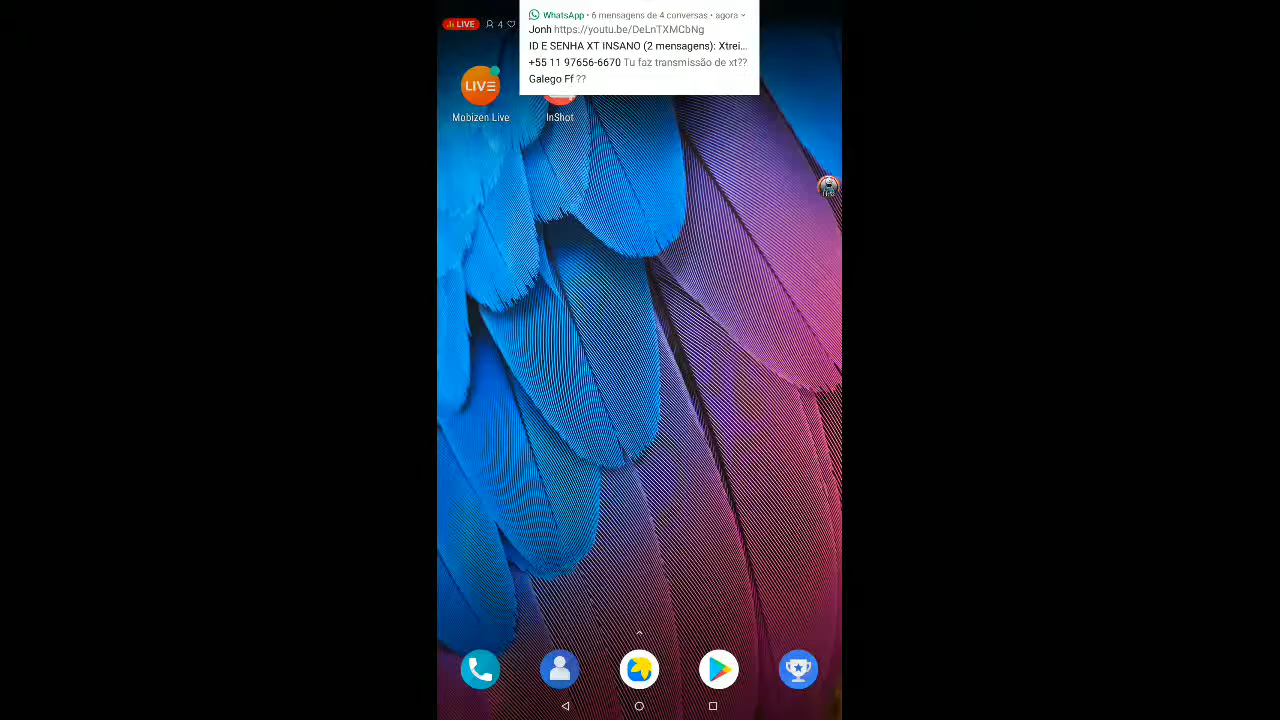 LIVE 4
WhatsApp • 6 mensagens de 4 conversas • agora
Jonh https://youtu.be/DeLnTXMCbNg
ID E SENHA XT INSANO (2 mensagens): Xtrei...
+55 11 97656-6670 Tu faz transmissão de xt??
Galego Ff ??
LIVE
Mobizen Live
InShot